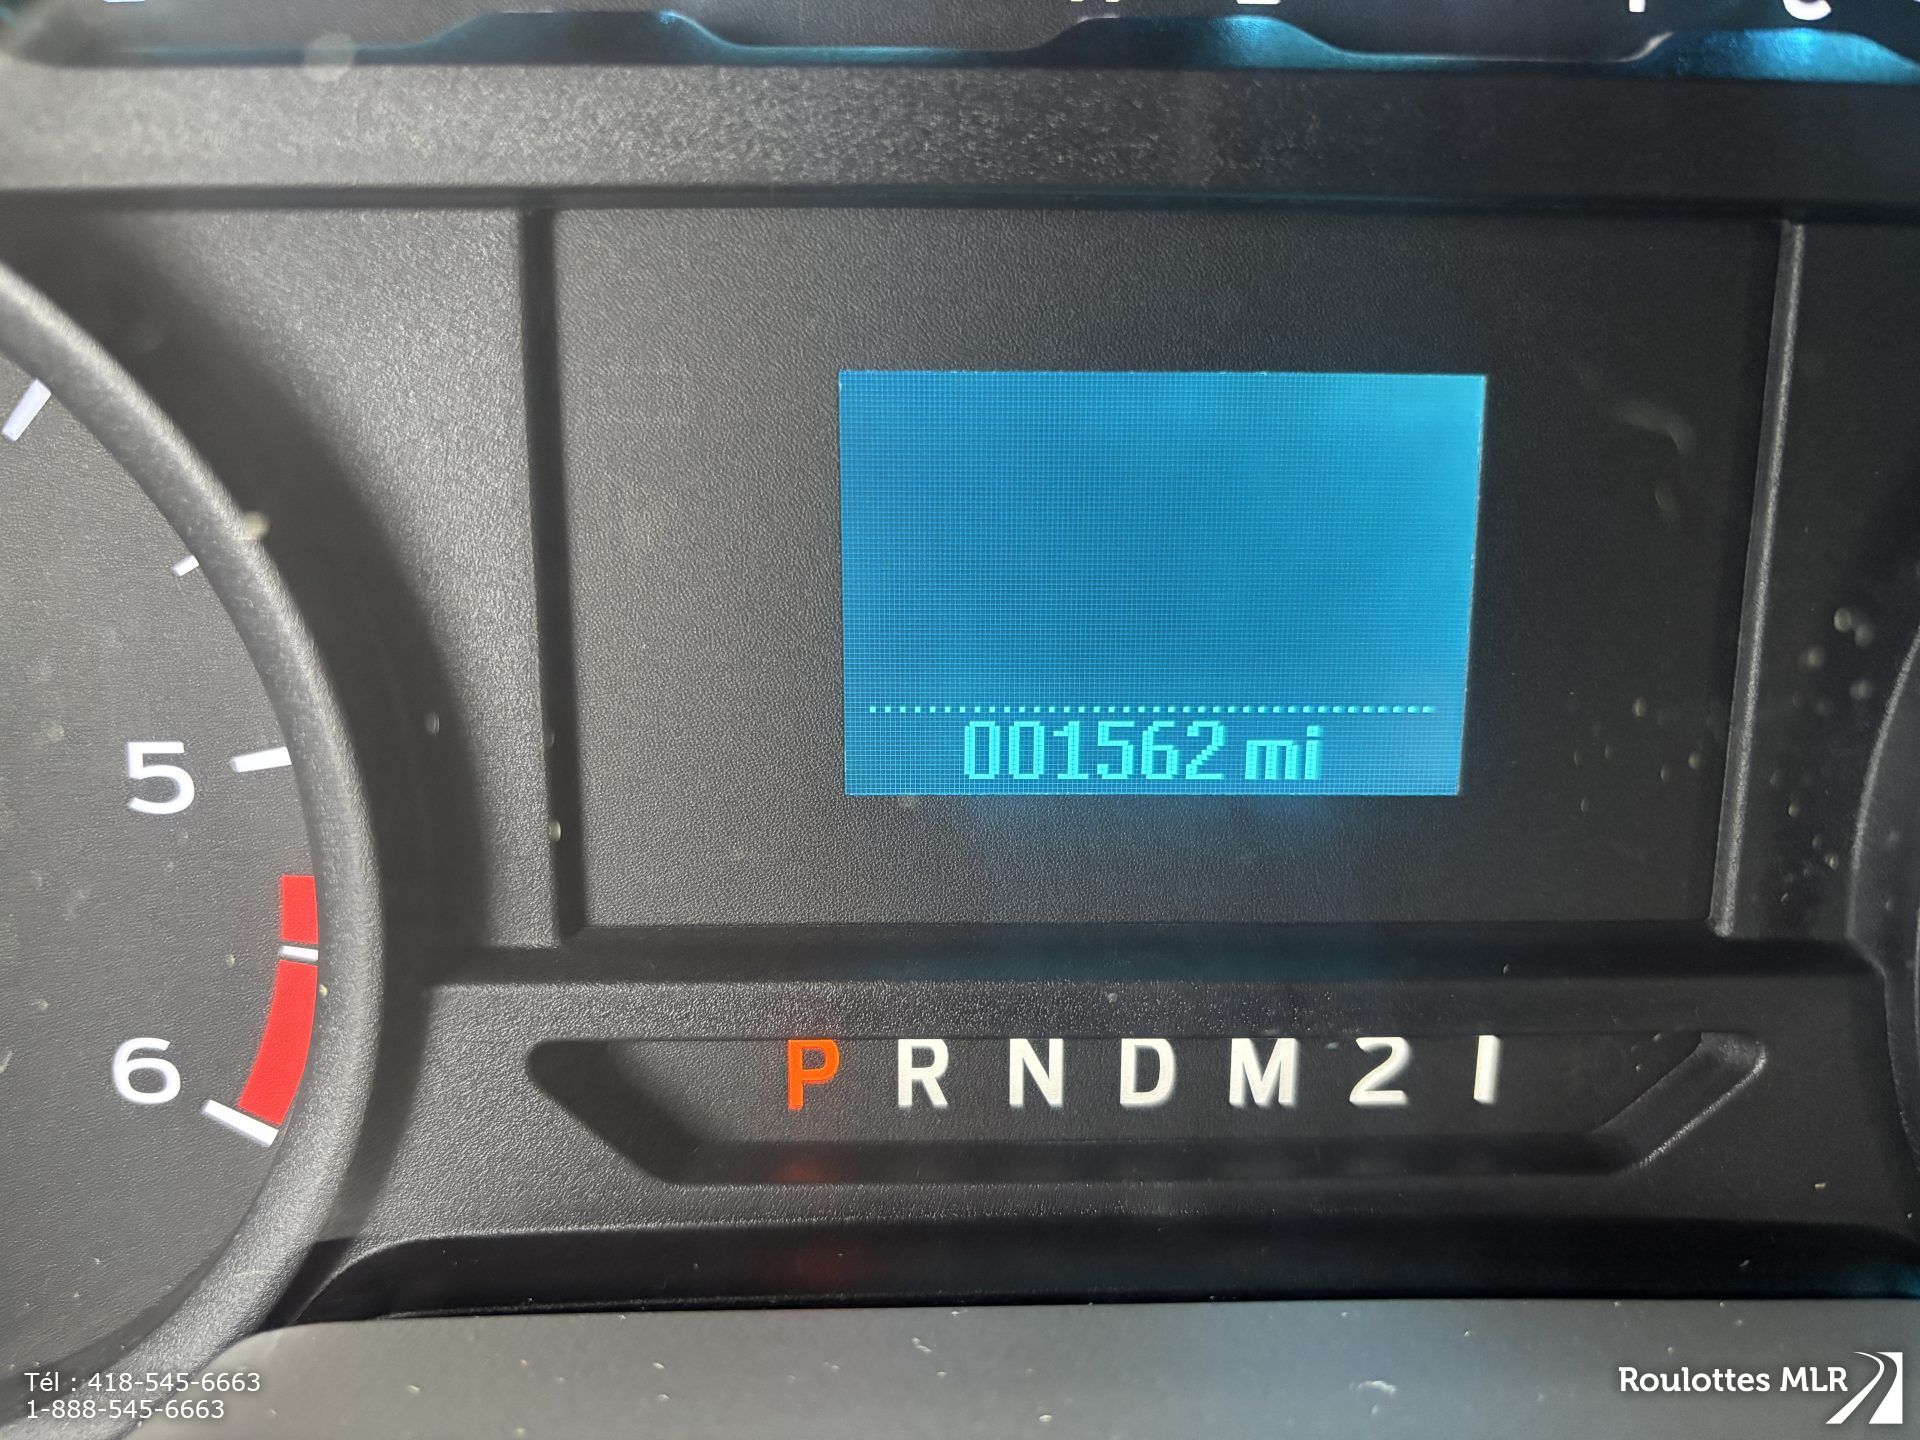 5
6
001562 mi
P R N D M 2 1
Tél : 418-545-6663
1-888-545-6663
Roulottes MLR